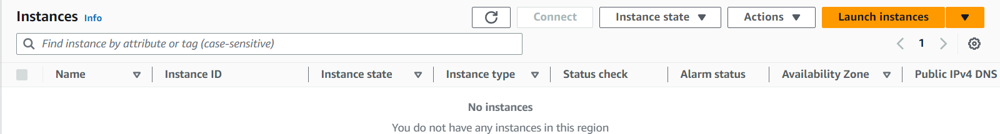 Instances Info Connect Instance state Actions Launch instances
Find instance by attribute or tag (case-sensitive) 1
Name Instance ID Instance state Instance type Status check Alarm status Availability Zone Public IPv4 DNS
No instances
You do not have any instances in this region